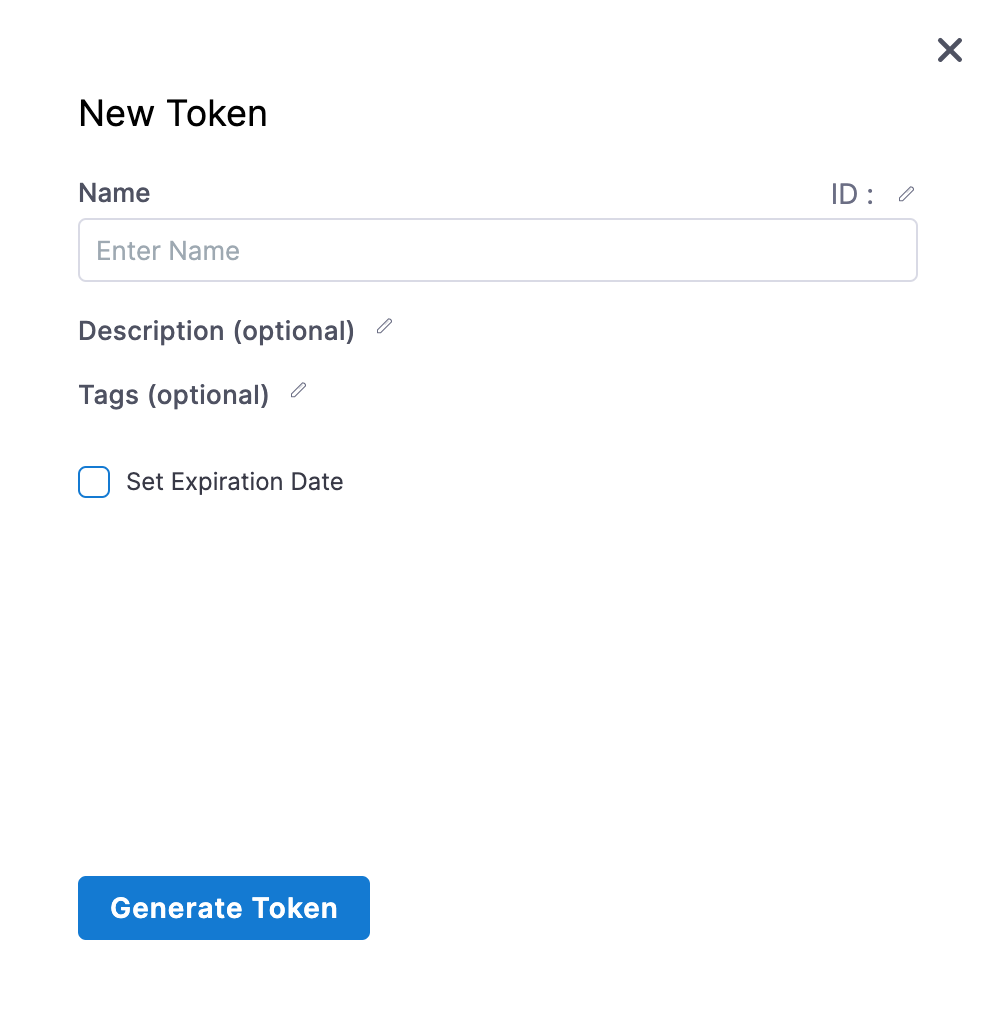 New Token
Name ID :
Enter Name
Description (optional)
Tags (optional)
Set Expiration Date
Generate Token